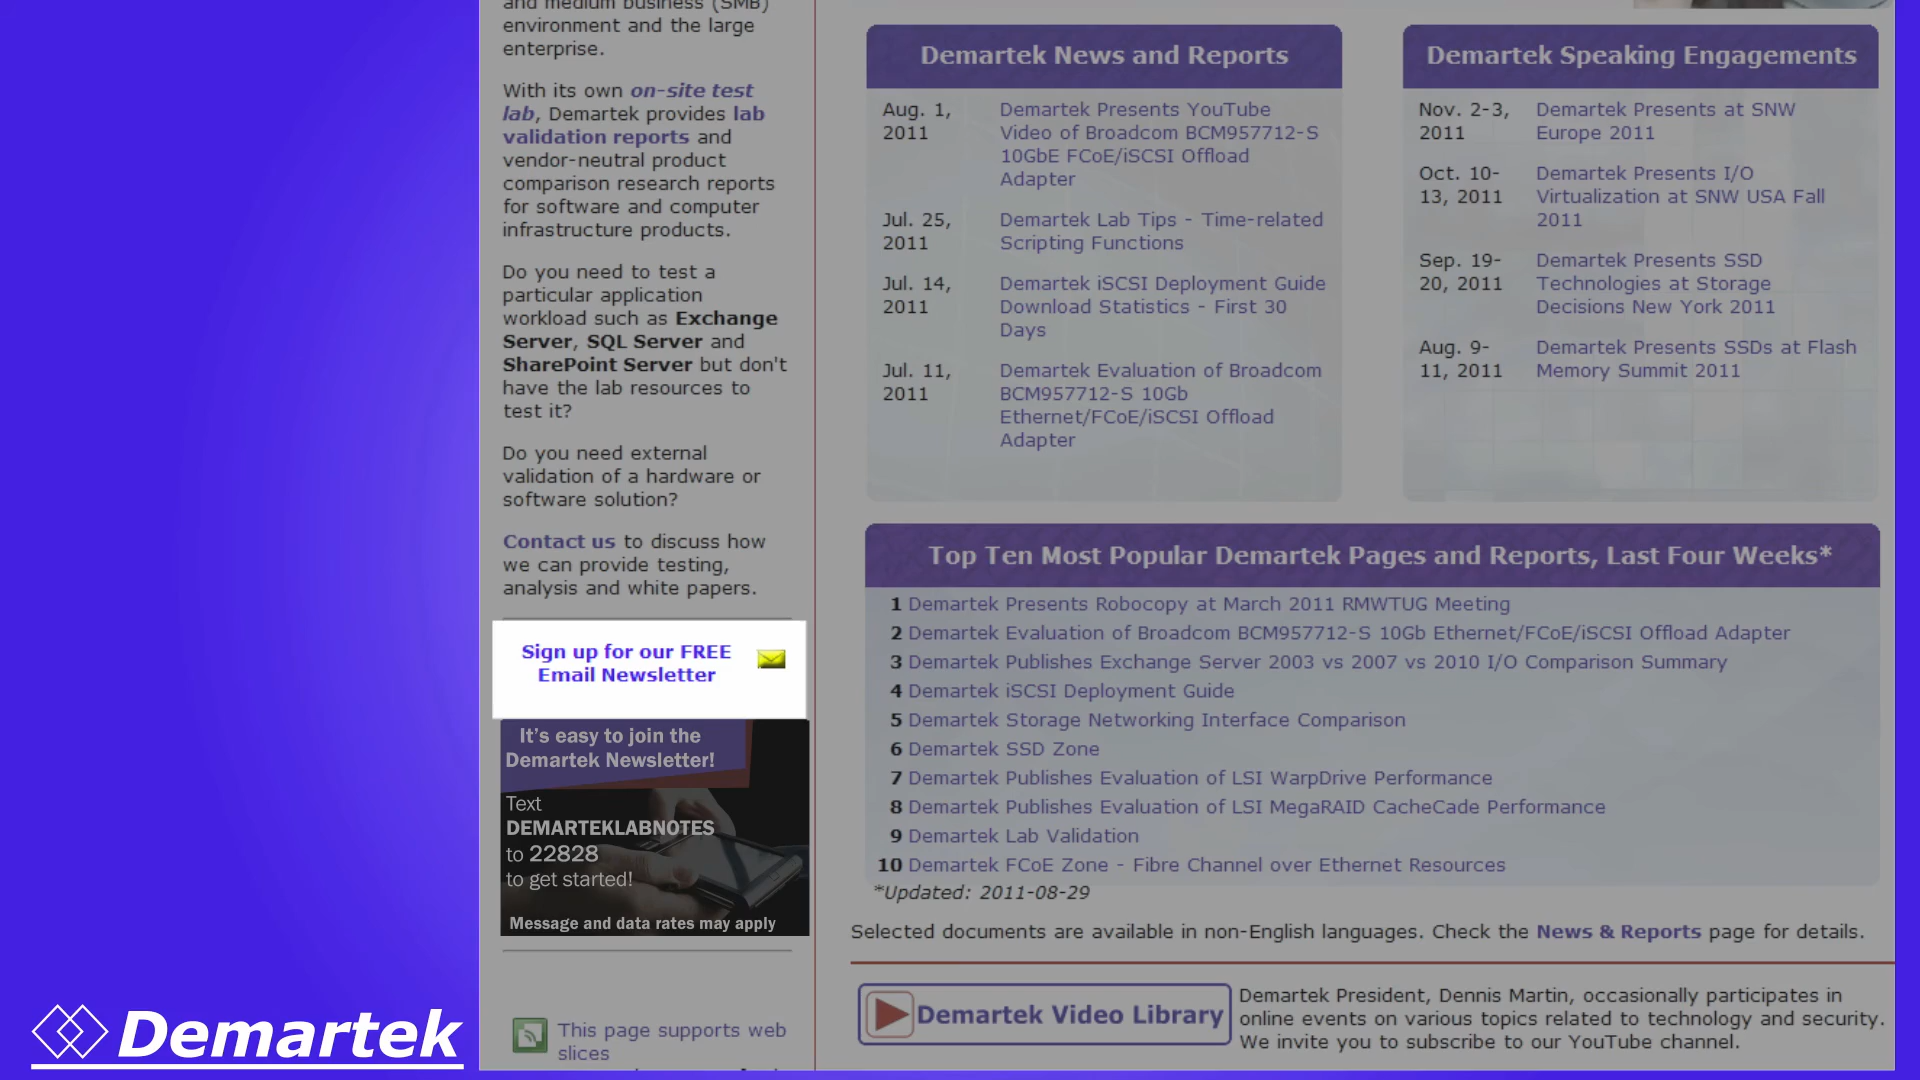 and medium business (SMB)
environment and the large
enterprise.
With its own on-site test
lab, Demartek provides lab
validation reports and
vendor-neutral product
comparison research reports
for software and computer
infrastructure products.
Do you need to test a
particular application
workload such as Exchange
Server, SQL Server and
SharePoint Server but don't
have the lab resources to
test it?
Do you need external
validation of a hardware or
software solution?
Contact us to discuss how
we can provide testing,
analysis and white papers.
Sign up for our FREE
Email Newsletter
It's easy to join the
Demartek Newsletter!
Text
DEMARTEKLABNOTES
to 22828
to get started!
Message and data rates may apply
This page supports web
slices
Demartek News and Reports
Aug. 1,
2011
Demartek Presents YouTube
Video of Broadcom BCM957712-S
10GbE FCoE/iSCSI Offload
Adapter
Jul. 25,
2011
Demartek Lab Tips - Time-related
Scripting Functions
Jul. 14,
2011
Demartek iSCSI Deployment Guide
Download Statistics - First 30
Days
Jul. 11,
2011
Demartek Evaluation of Broadcom
BCM957712-S 10Gb
Ethernet/FCoE/iSCSI Offload
Adapter
Demartek Speaking Engagements
Nov. 2-3,
2011
Demartek Presents at SNW
Europe 2011
Oct. 10-
13, 2011
Demartek Presents I/O
Virtualization at SNW USA Fall
2011
Sep. 19-
20, 2011
Demartek Presents SSD
Technologies at Storage
Decisions New York 2011
Aug. 9-
11, 2011
Demartek Presents SSDs at Flash
Memory Summit 2011
Top Ten Most Popular Demartek Pages and Reports, Last Four Weeks*
1 Demartek Presents Robocopy at March 2011 RMWTUG Meeting
2 Demartek Evaluation of Broadcom BCM957712-S 10Gb Ethernet/FCoE/iSCSI Offload Adapter
3 Demartek Publishes Exchange Server 2003 vs 2007 vs 2010 I/O Comparison Summary
4 Demartek iSCSI Deployment Guide
5 Demartek Storage Networking Interface Comparison
6 Demartek SSD Zone
7 Demartek Publishes Evaluation of LSI WarpDrive Performance
8 Demartek Publishes Evaluation of LSI MegaRAID CacheCade Performance
9 Demartek Lab Validation
10 Demartek FCoE Zone - Fibre Channel over Ethernet Resources
*Updated: 2011-08-29
Selected documents are available in non-English languages. Check the News & Reports page for details.
Demartek Video Library
Demartek President, Dennis Martin, occasionally participates in
online events on various topics related to technology and security.
We invite you to subscribe to our YouTube channel.
Demartek